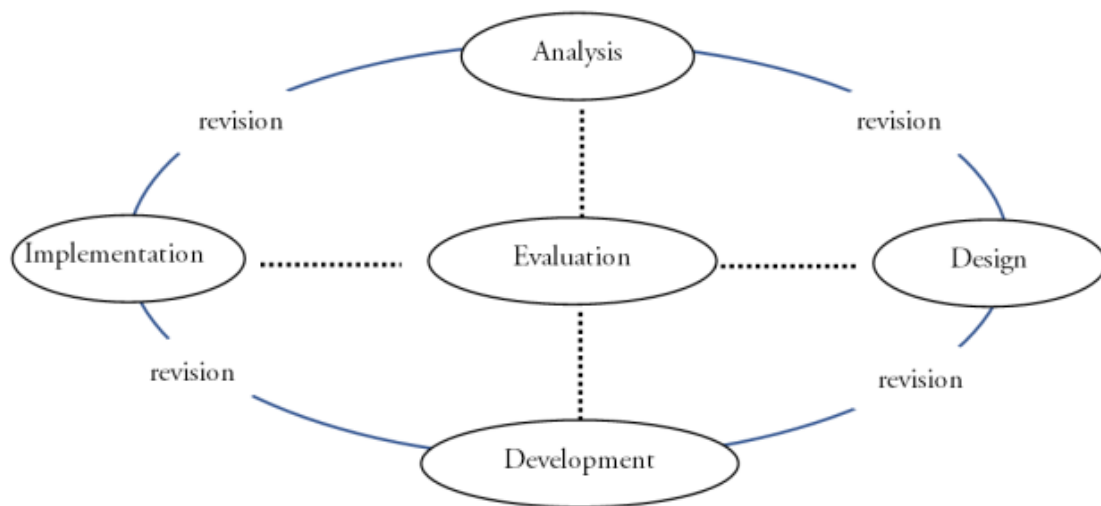 Analysis
revision
revision
Implementation
Evaluation
Design
revision
revision
Development